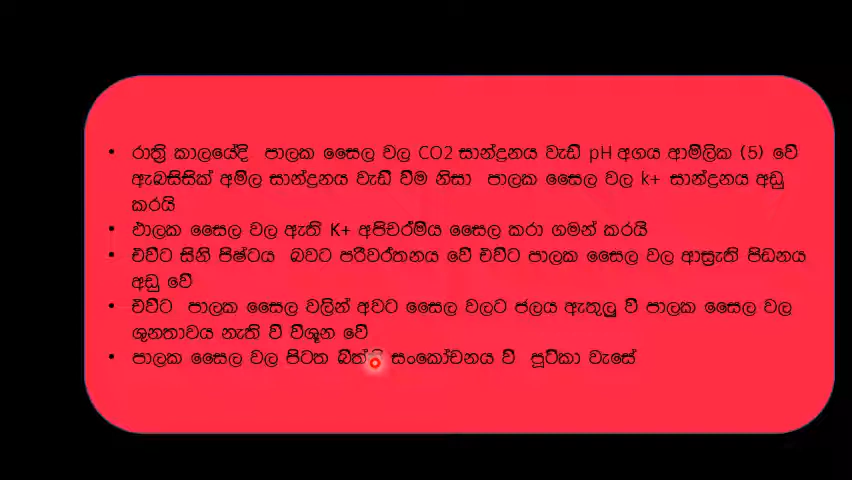 • රාත්‍රි කාලයේදි පාලක සෛල වල CO2 සාන්ද්‍රනය වැඩි pH අගය ආම්ලික (5) වේ
ඇබසිසික් අම්ල සාන්ද්‍රනය වැඩි වීම නිසා පාලක සෛල වල k+ සාන්ද්‍රනය අඩු
කරයි
• ඵාලක සෛල වල ඇති K+ අපිචර්මීය සෛල කරා ගමන් කරයි
• එවිට සිනි පිෂ්ටය බවට පරිවර්තනය වේ එවිට පාලක සෛල වල ආස්‍රැති පිඩනය
අඩු වේ
• එවිට පාලක සෛල වලින් අවට සෛල වලට ජලය ඇතුලු වී පාලක සෛල වල
ශුනතාවය නැති වී විශූන වේ
• පාලක සෛල වල පිටත බිත්ති සංකෝචනය වී පූටිකා වැසේ